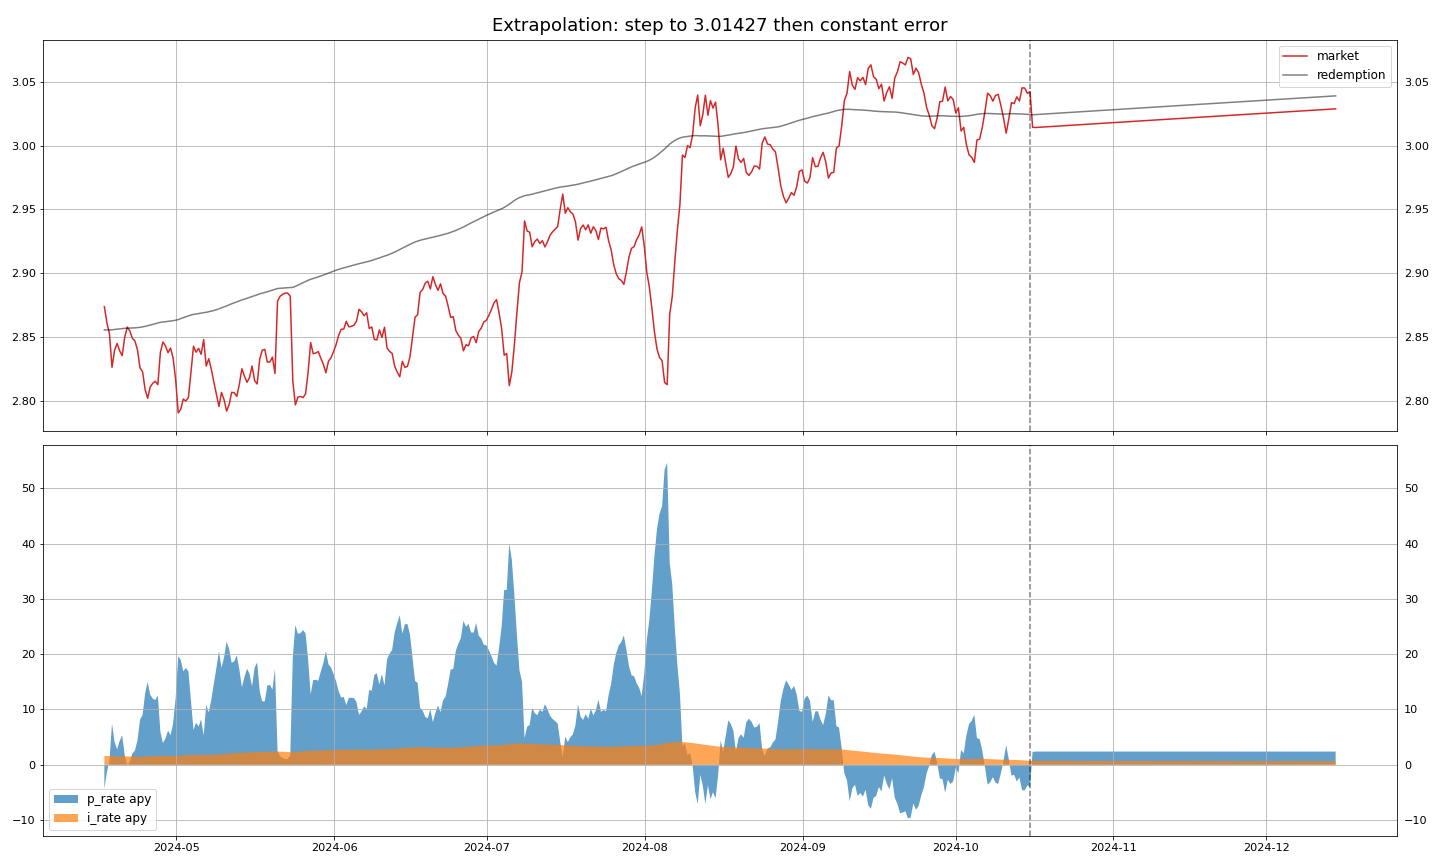 Extrapolation: step to 3.01427 then constant error
market
redemption
3.05 3.05
3.00 3.00
2.95 2.95
2.90 2.90
2.85 2.85
2.80 2.80
50 50
40 40
30 30
20 20
10 10
0 0
−10 −10
p_rate apy
i_rate apy
2024-05 2024-06 2024-07 2024-08 2024-09 2024-10 2024-11 2024-12